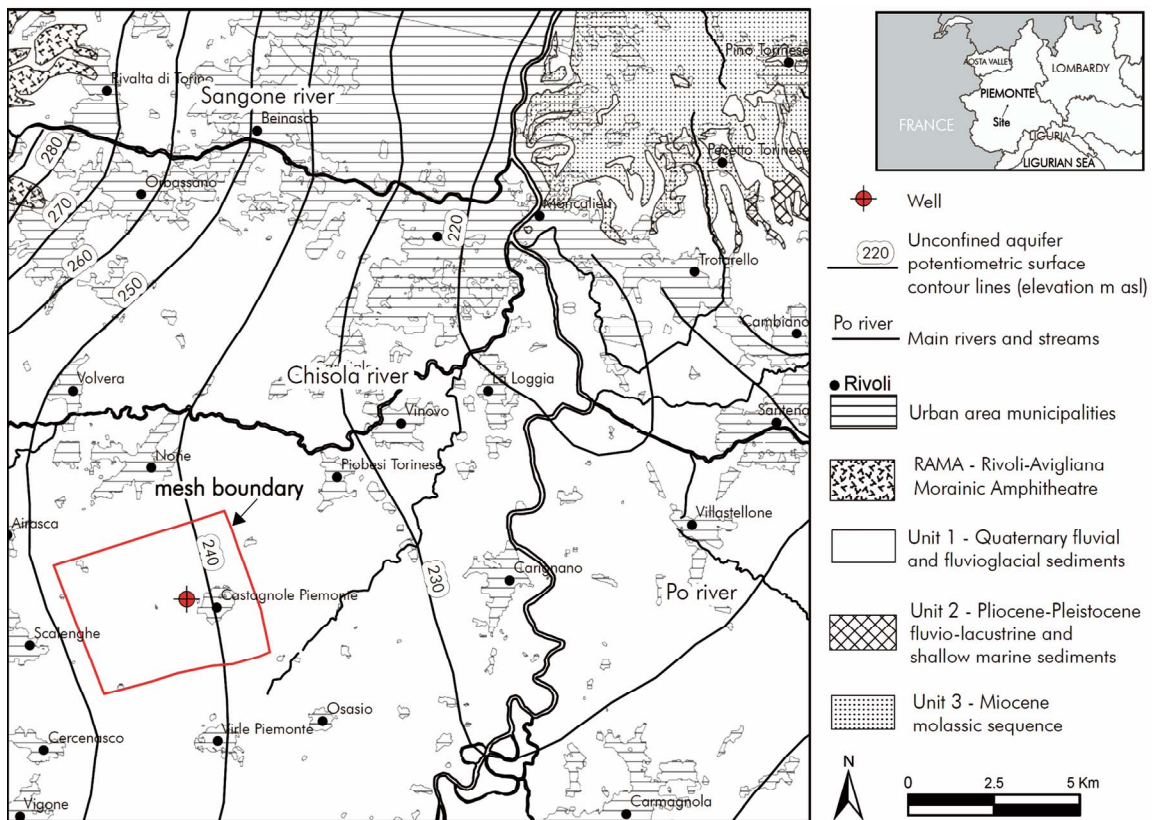 Rivalta di Torino
Sangone river
Beinasco
Pino Torinese
Pecetto Torinese
280
270
260
250
Orbassano
220
Moncalieri
Trofarello
Cambiano
Volvera
Chisola river
La Loggia
Vinovo
Santena
None
Piobesi Torinese
mesh boundary
Airasca
Villastellone
240
230
Carignano
Po river
Castagnole Piemonte
Scalenghe
Osasio
Virle Piemonte
Cercenasco
Vigone
Carmagnola
AOSTA VALLEY
LOMBARDY
PIEMONTE
FRANCE
Site
LIGURIA
LIGURIAN SEA
Well
220
Unconfined aquifer
potentiometric surface
contour lines (elevation m asl)
Po river
Main rivers and streams
Rivoli
Urban area municipalities
RAMA - Rivoli-Avigliana
Morainic Amphitheatre
Unit 1 - Quaternary fluvial
and fluvioglacial sediments
Unit 2 - Pliocene-Pleistocene
fluvio-lacustrine and
shallow marine sediments
Unit 3 - Miocene
molassic sequence
N
0 2.5 5 Km